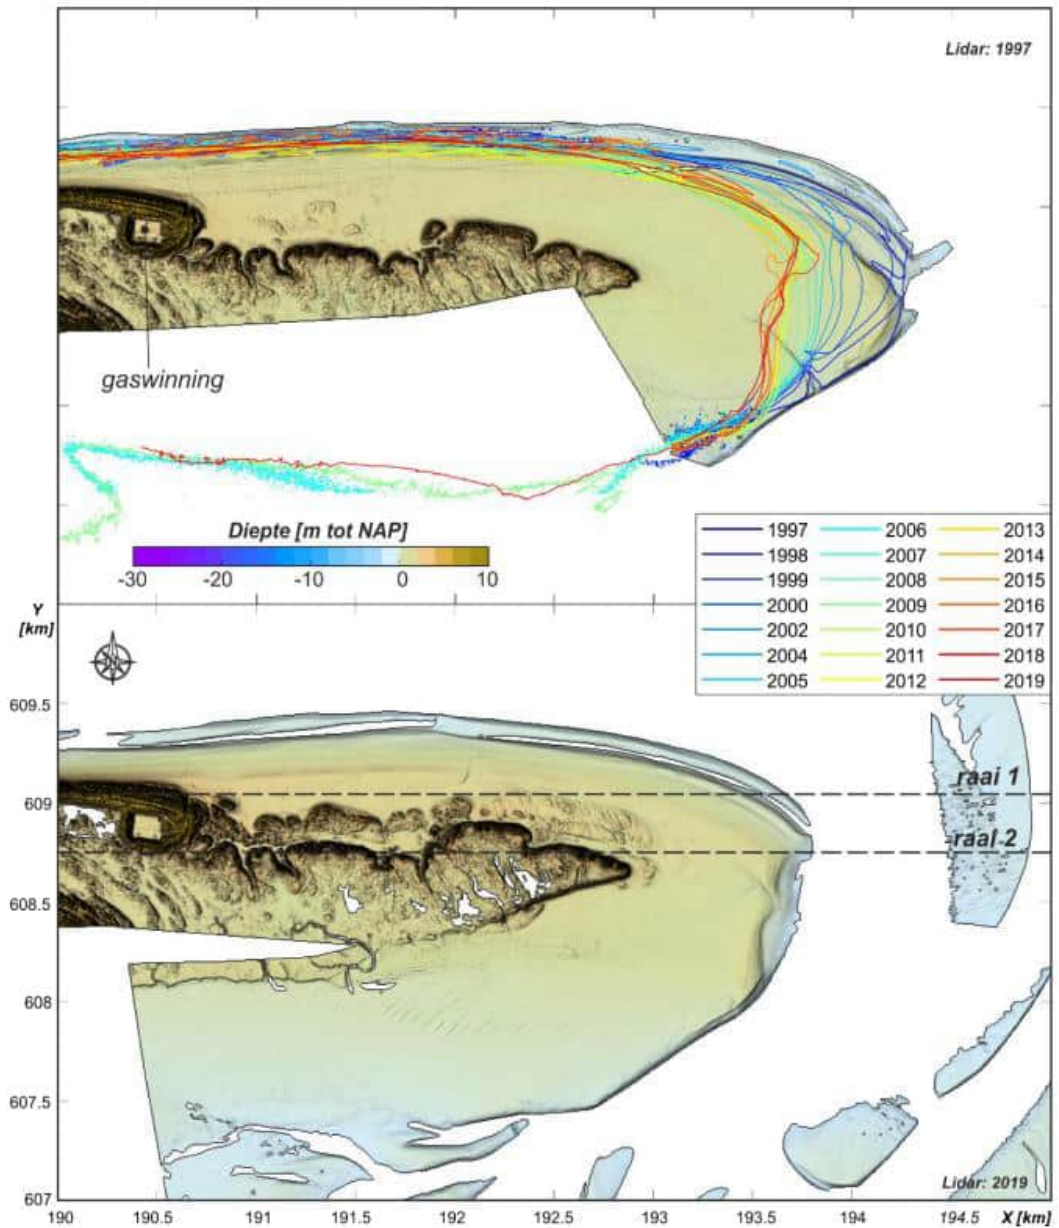 Lidar: 1997
gaswinning
Diepte [m tot NAP]
-30 -20 -10 0 10
1997 2006 2013
1998 2007 2014
1999 2008 2015
2000 2009 2016
2002 2010 2017
2004 2011 2018
2005 2012 2019
Y
[km]
609.5
raai 1
609
raai 2
608.5
608
607.5
Lidar: 2019
607
190 190.5 191 191.5 192 192.5 193 193.5 194 194.5 X [km]